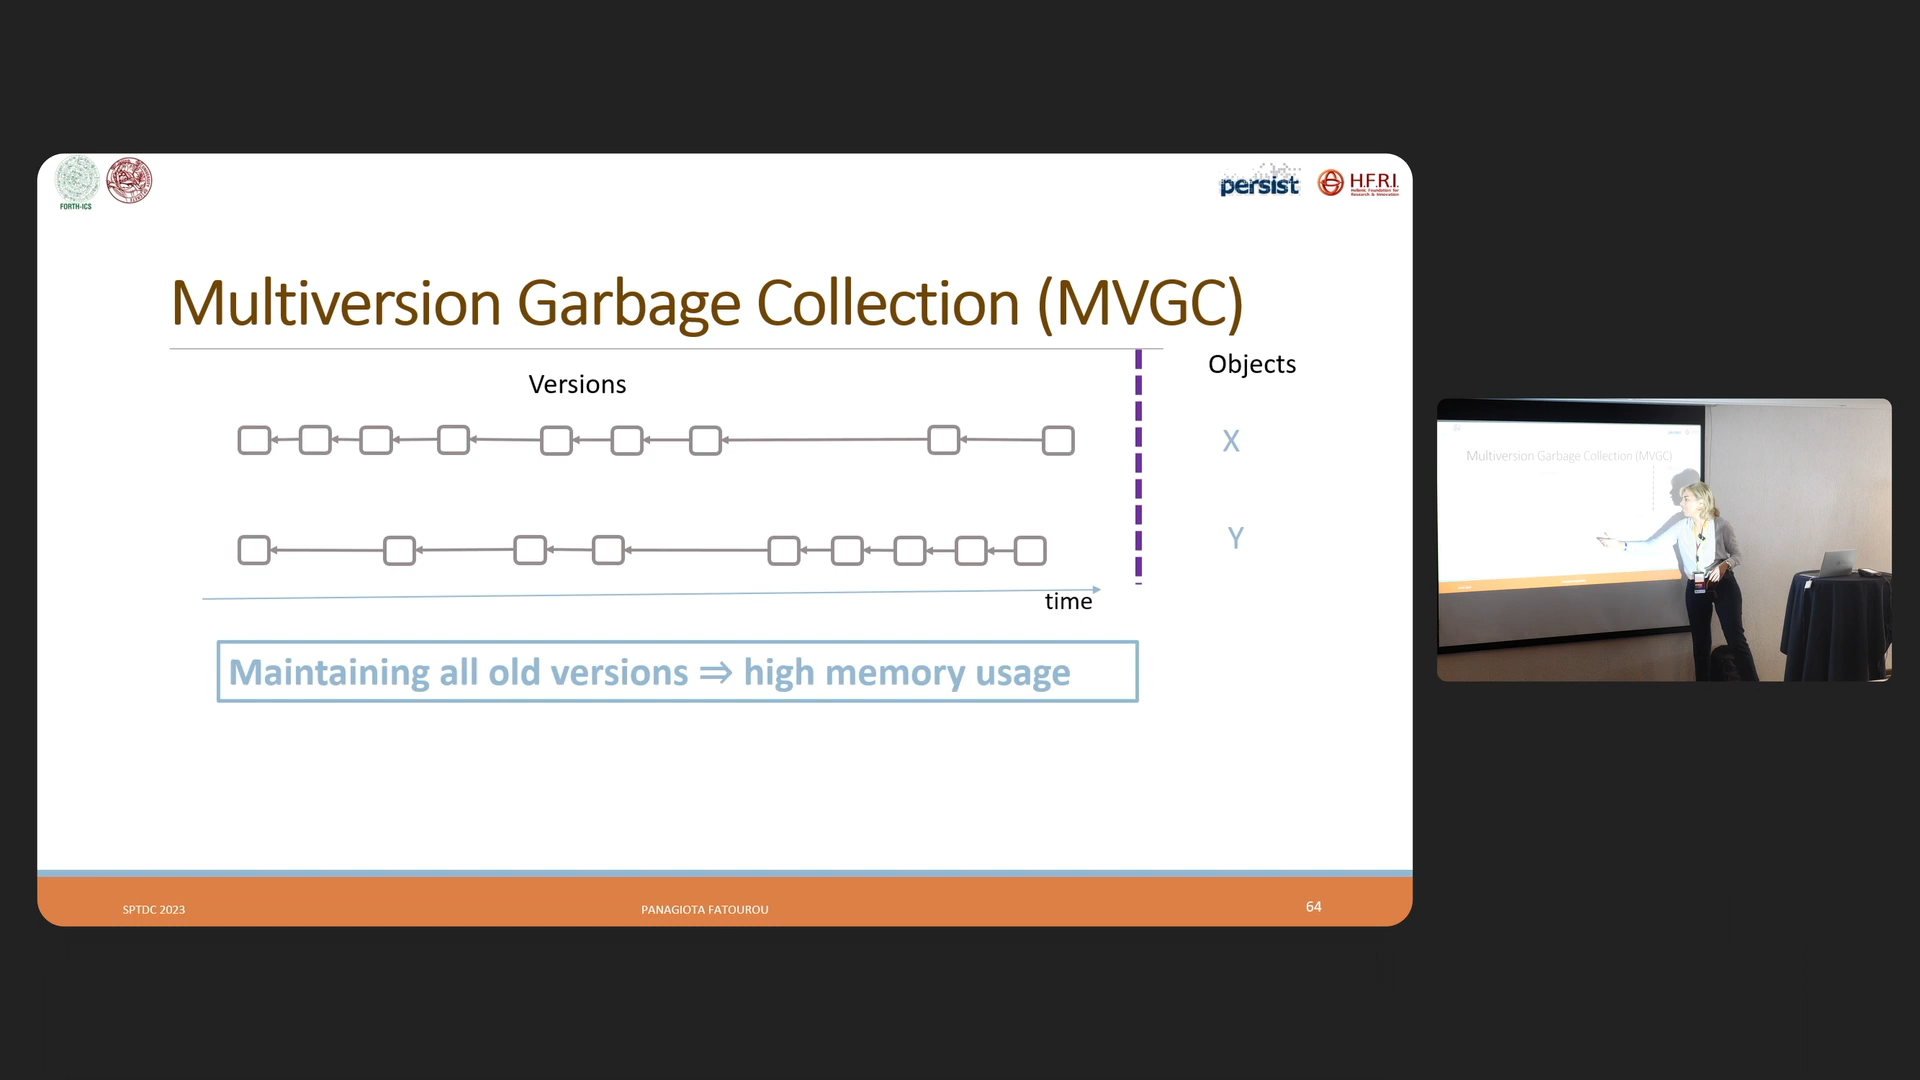 FORTH-ICS
persist
H.F.R.I.
Hellenic Foundation for
Research & Innovation
Multiversion Garbage Collection (MVGC)
Versions
Objects
X
Y
time
Maintaining all old versions ⇒ high memory usage
SPTDC 2023
PANAGIOTA FATOUROU
64
Multiversion Garbage Collection (MVGC)